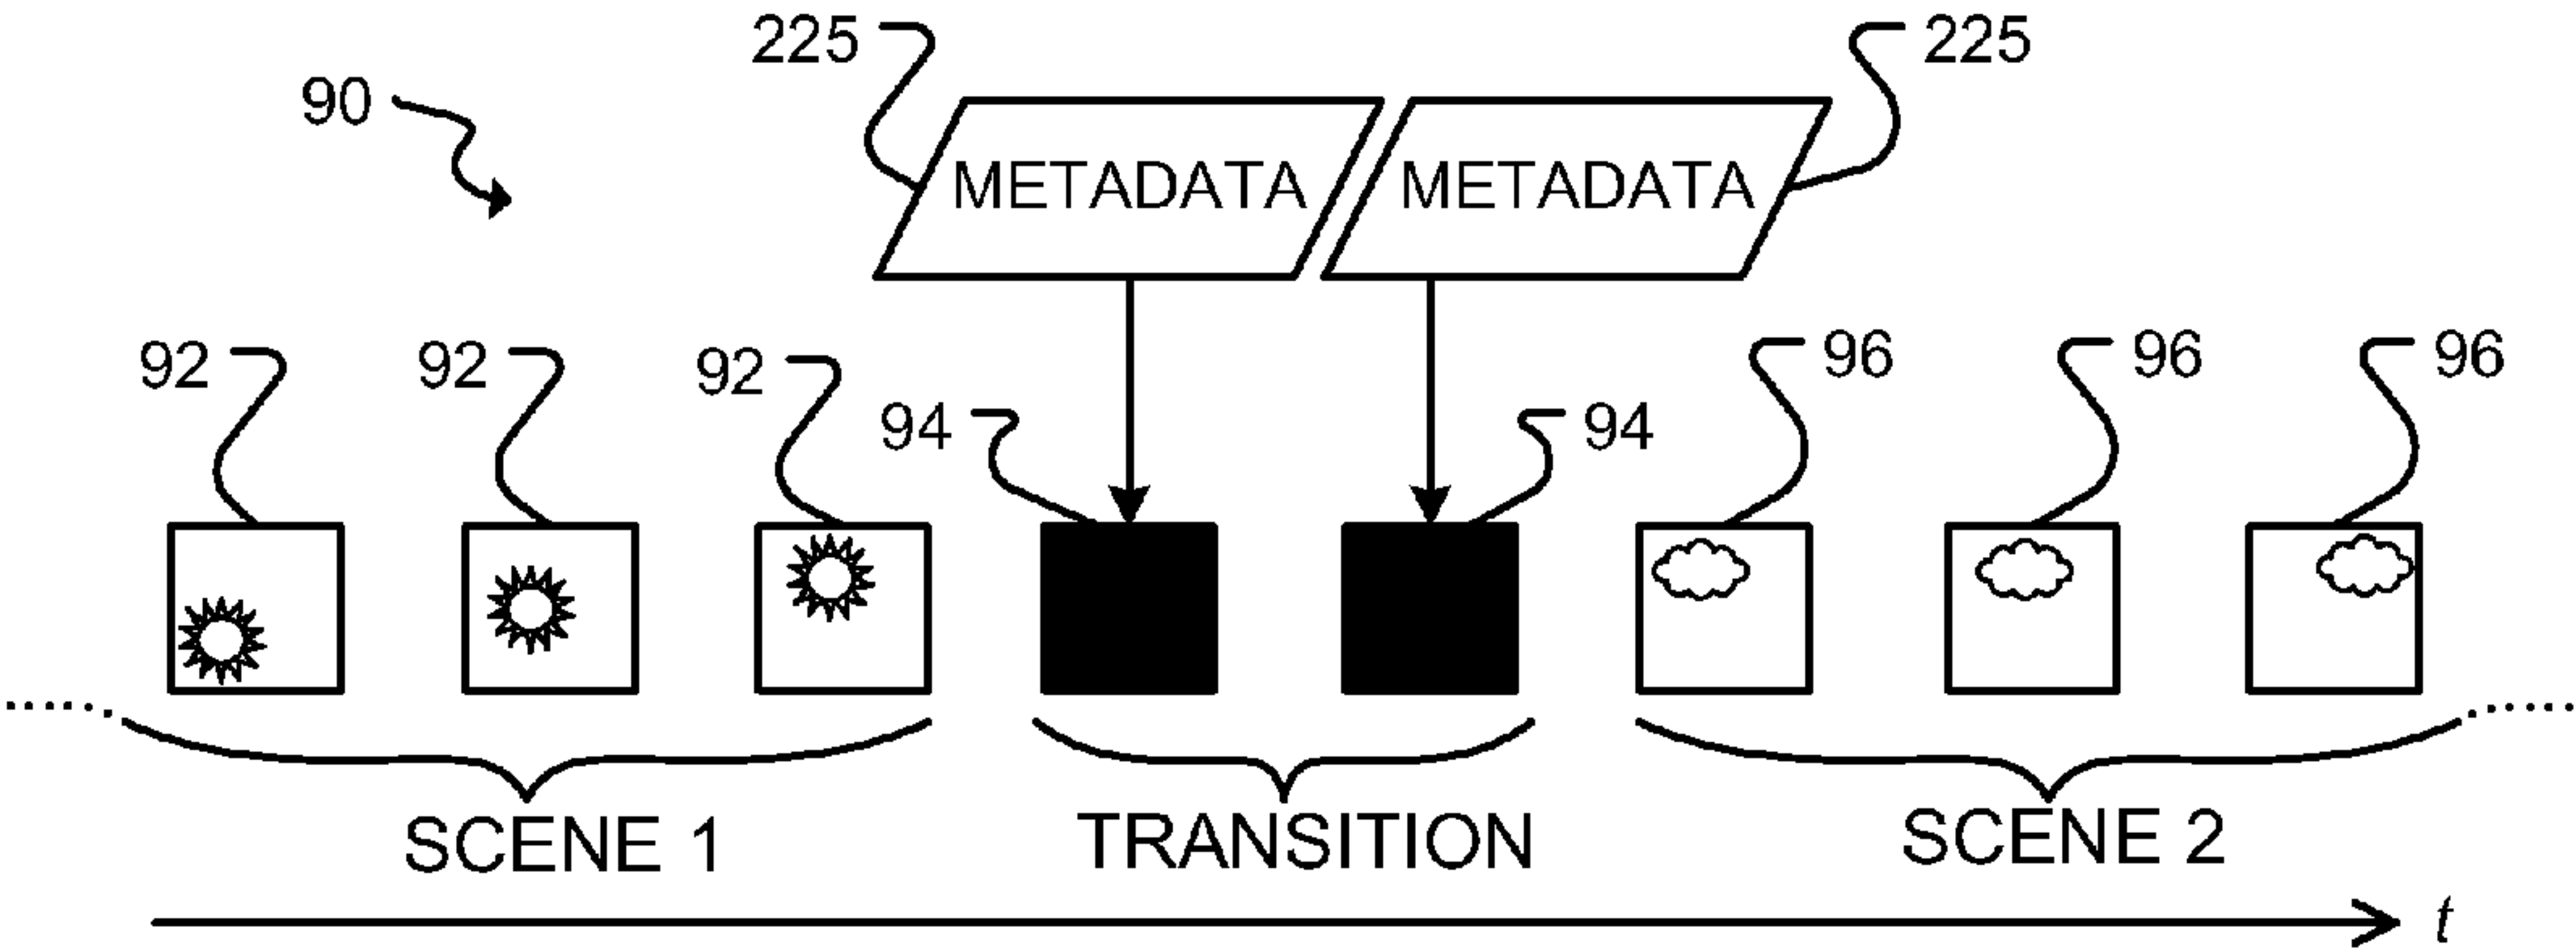 225 225
90
METADATA METADATA
92 92 92 96 96 96
94 94
SCENE 1 TRANSITION SCENE 2
t